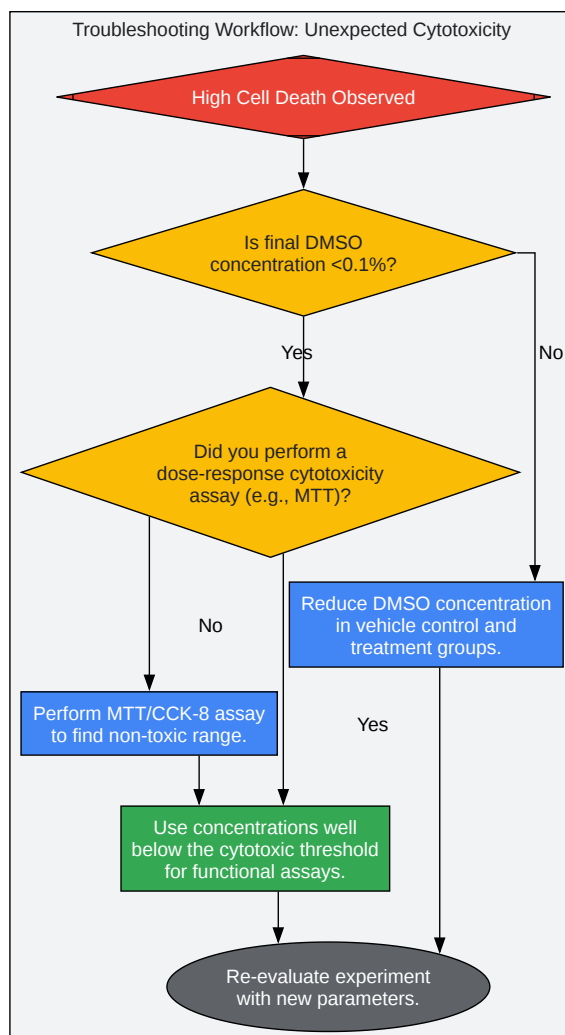 Troubleshooting Workflow: Unexpected Cytotoxicity
High Cell Death Observed
Is final DMSO
concentration <0.1%?
Yes
No
Did you perform a
dose-response cytotoxicity
assay (e.g., MTT)?
Reduce DMSO concentration
in vehicle control and
treatment groups.
No
Perform MTT/CCK-8 assay
to find non-toxic range.
Yes
Use concentrations well
below the cytotoxic threshold
for functional assays.
Re-evaluate experiment
with new parameters.